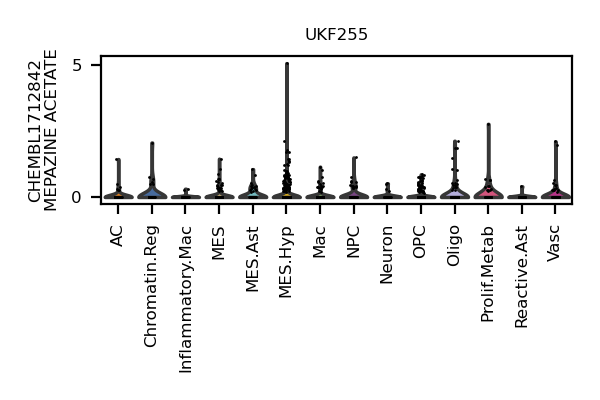 UKF255
CHEMBL1712842
MEPAZINE ACETATE
5
0
AC
Chromatin.Reg
Inflammatory.Mac
MES
MES.Ast
MES.Hyp
Mac
NPC
Neuron
OPC
Oligo
Prolif.Metab
Reactive.Ast
Vasc